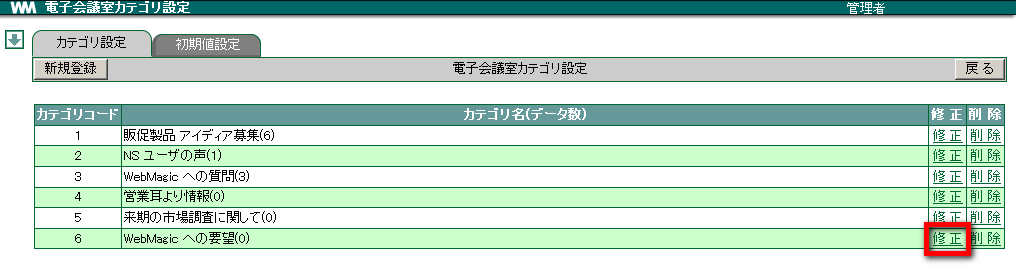 WM 電子会議室カテゴリ設定 管理者
カテゴリ設定 初期値設定
新規登録 電子会議室カテゴリ設定 戻る
カテゴリコード カテゴリ名(データ数) 修 正 削 除
1 販促製品 アイディア募集(6) 修 正 削 除
2 NS ユーザの声(1) 修 正 削 除
3 WebMagic への質問(3) 修 正 削 除
4 営業耳より情報(0) 修 正 削 除
5 来期の市場調査に関して(0) 修 正 削 除
6 WebMagic への要望(0) 修 正 削 除